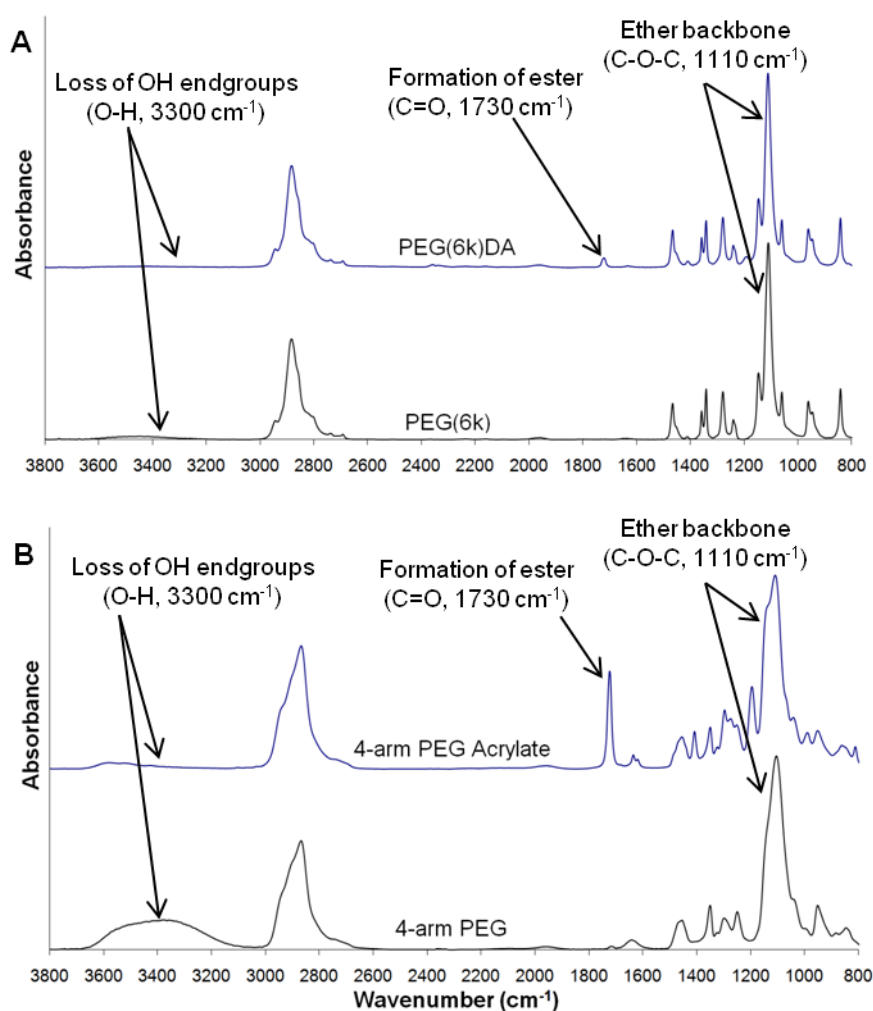 A
Loss of OH endgroups
(O-H, 3300 cm⁻¹)
Formation of ester
(C=O, 1730 cm⁻¹)
Ether backbone
(C-O-C, 1110 cm⁻¹)
Absorbance
PEG(6k)DA
PEG(6k)
3800 3600 3400 3200 3000 2800 2600 2400 2200 2000 1800 1600 1400 1200 1000 800
B
Loss of OH endgroups
(O-H, 3300 cm⁻¹)
Formation of ester
(C=O, 1730 cm⁻¹)
Ether backbone
(C-O-C, 1110 cm⁻¹)
Absorbance
4-arm PEG Acrylate
4-arm PEG
3800 3600 3400 3200 3000 2800 2600 2400 2200 2000 1800 1600 1400 1200 1000 800
Wavenumber (cm⁻¹)